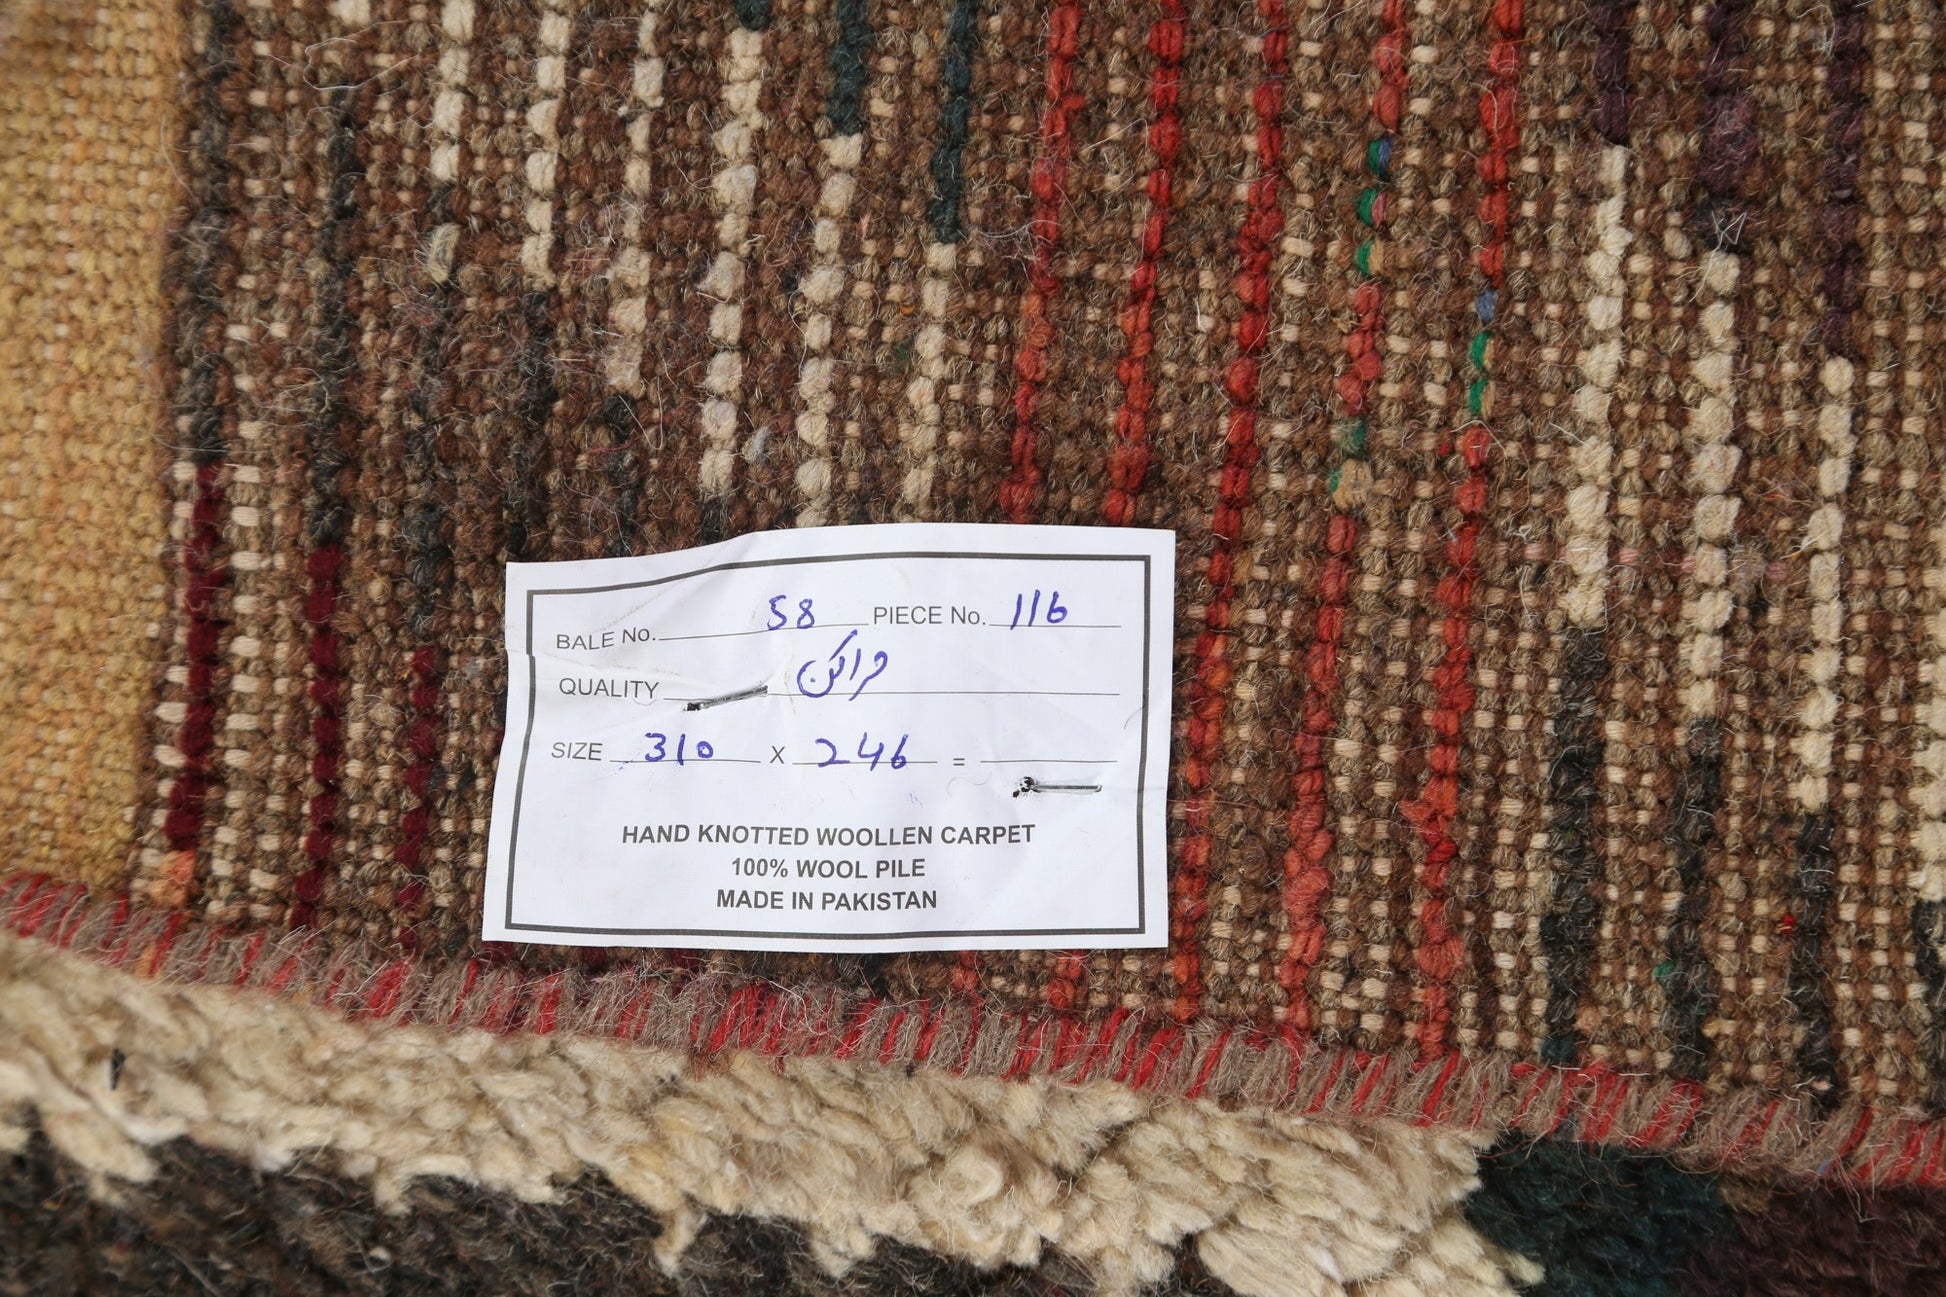 BALE No. 58 PIECE No. 116
QUALITY مراکن
SIZE 310 X 246 =
HAND KNOTTED WOOLLEN CARPET
100% WOOL PILE
MADE IN PAKISTAN